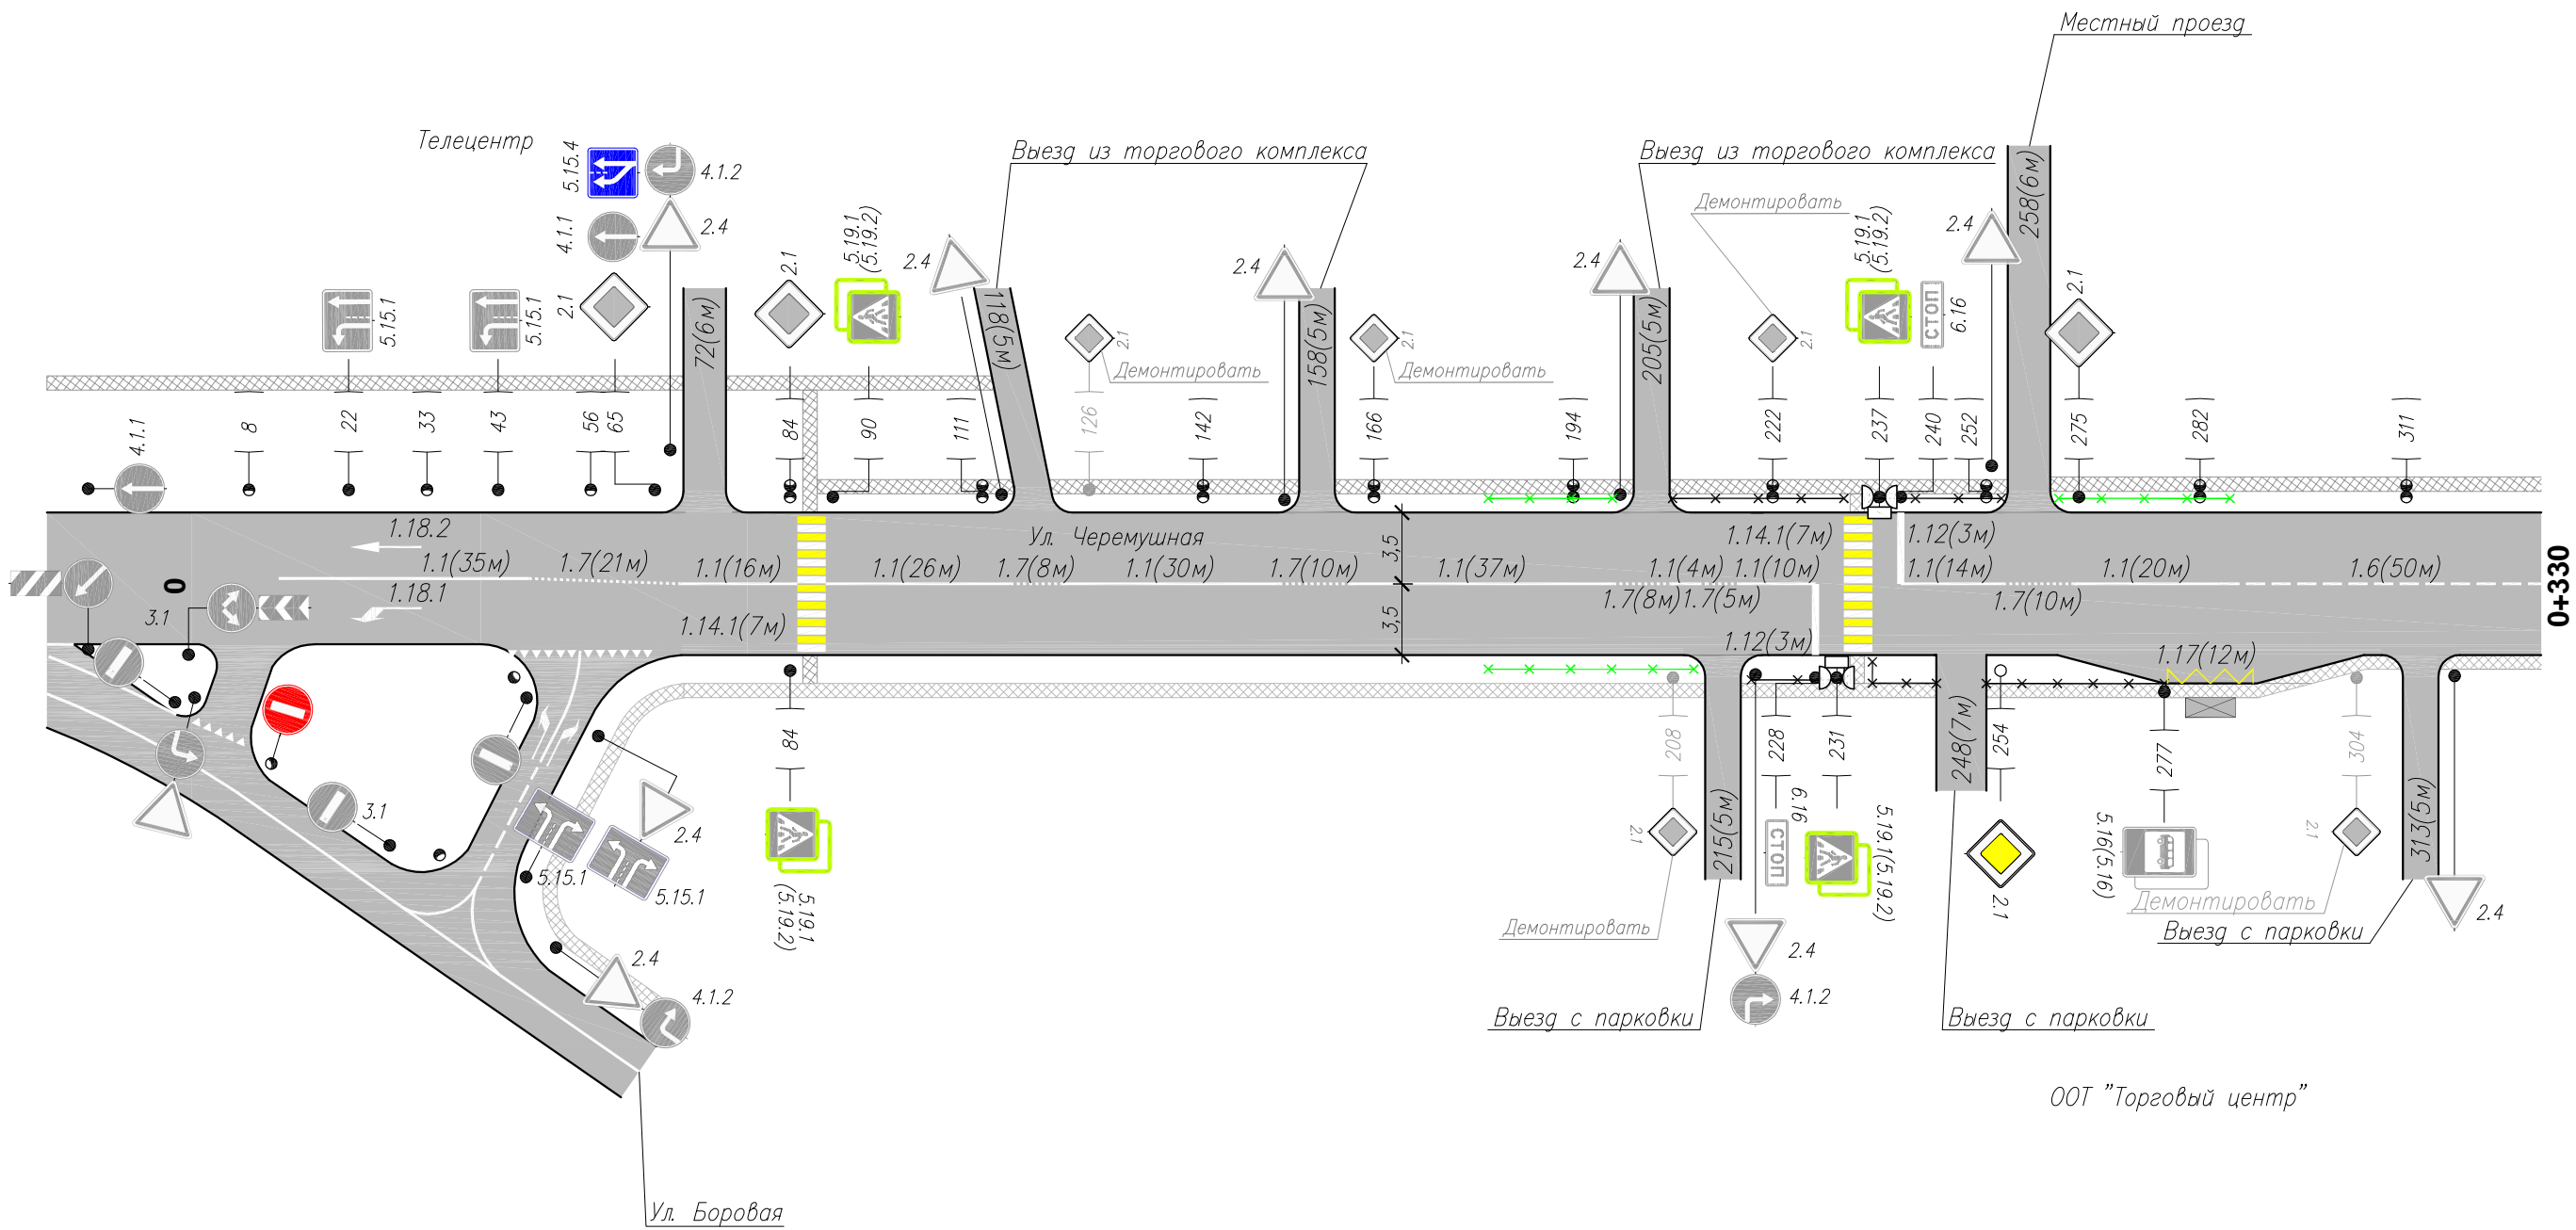 Местный проезд
Телецентр
Выезд из торгового комплекса
Выезд из торгового комплекса
5.15.4
4.1.2
4.1.1
2.4
2.1
5.15.1
5.15.1
2.1
5.19.1
(5.19.2)
2.4
2.1
Демонтировать
2.4
2.1
Демонтировать
2.4
Демонтировать
2.1
5.19.1
(5.19.2)
СТОП
6.16
2.4
2.1
72(6м)
118(5м)
158(5м)
205(5м)
258(6м)
4.1.1
8
22
33
43
56
65
84
90
111
126
142
166
194
222
237
240
252
275
282
311
1.18.2
1.1(35м)
1.7(21м)
1.1(16м)
Ул. Черемушная
1.1(26м)
1.7(8м)
1.1(30м)
1.7(10м)
3,5
1.1(37м)
1.14.1(7м)
1.1(4м)
1.1(10м)
1.12(3м)
1.1(14м)
1.1(20м)
1.6(50м)
0
3.1
1.18.1
1.14.1(7м)
3,5
1.7(8м)
1.7(5м)
1.12(3м)
1.7(10м)
1.17(12м)
0+330
84
208
228
231
254
277
304
215(5м)
248(7м)
313(5м)
3.1
5.15.1
2.4
5.15.1
2.4
4.1.2
5.19.1
(5.19.2)
2.1
Демонтировать
6.16
СТОП
5.19.1(5.19.2)
2.4
4.1.2
2.1
5.16(5.16)
2.1
Демонтировать
2.4
Выезд с парковки
Выезд с парковки
Выезд с парковки
ООТ "Торговый центр"
Ул. Боровая